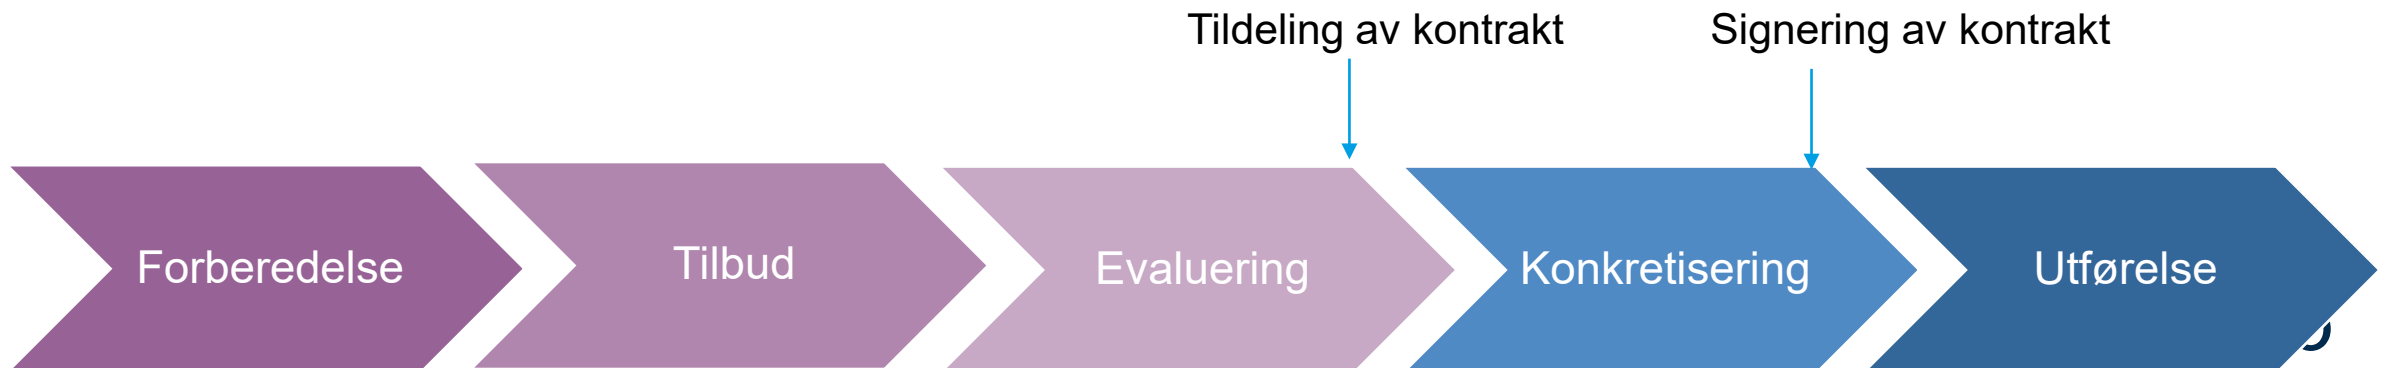 Tildeling av kontrakt
Signering av kontrakt
Forberedelse
Tilbud
Evaluering
Konkretisering
Utførelse